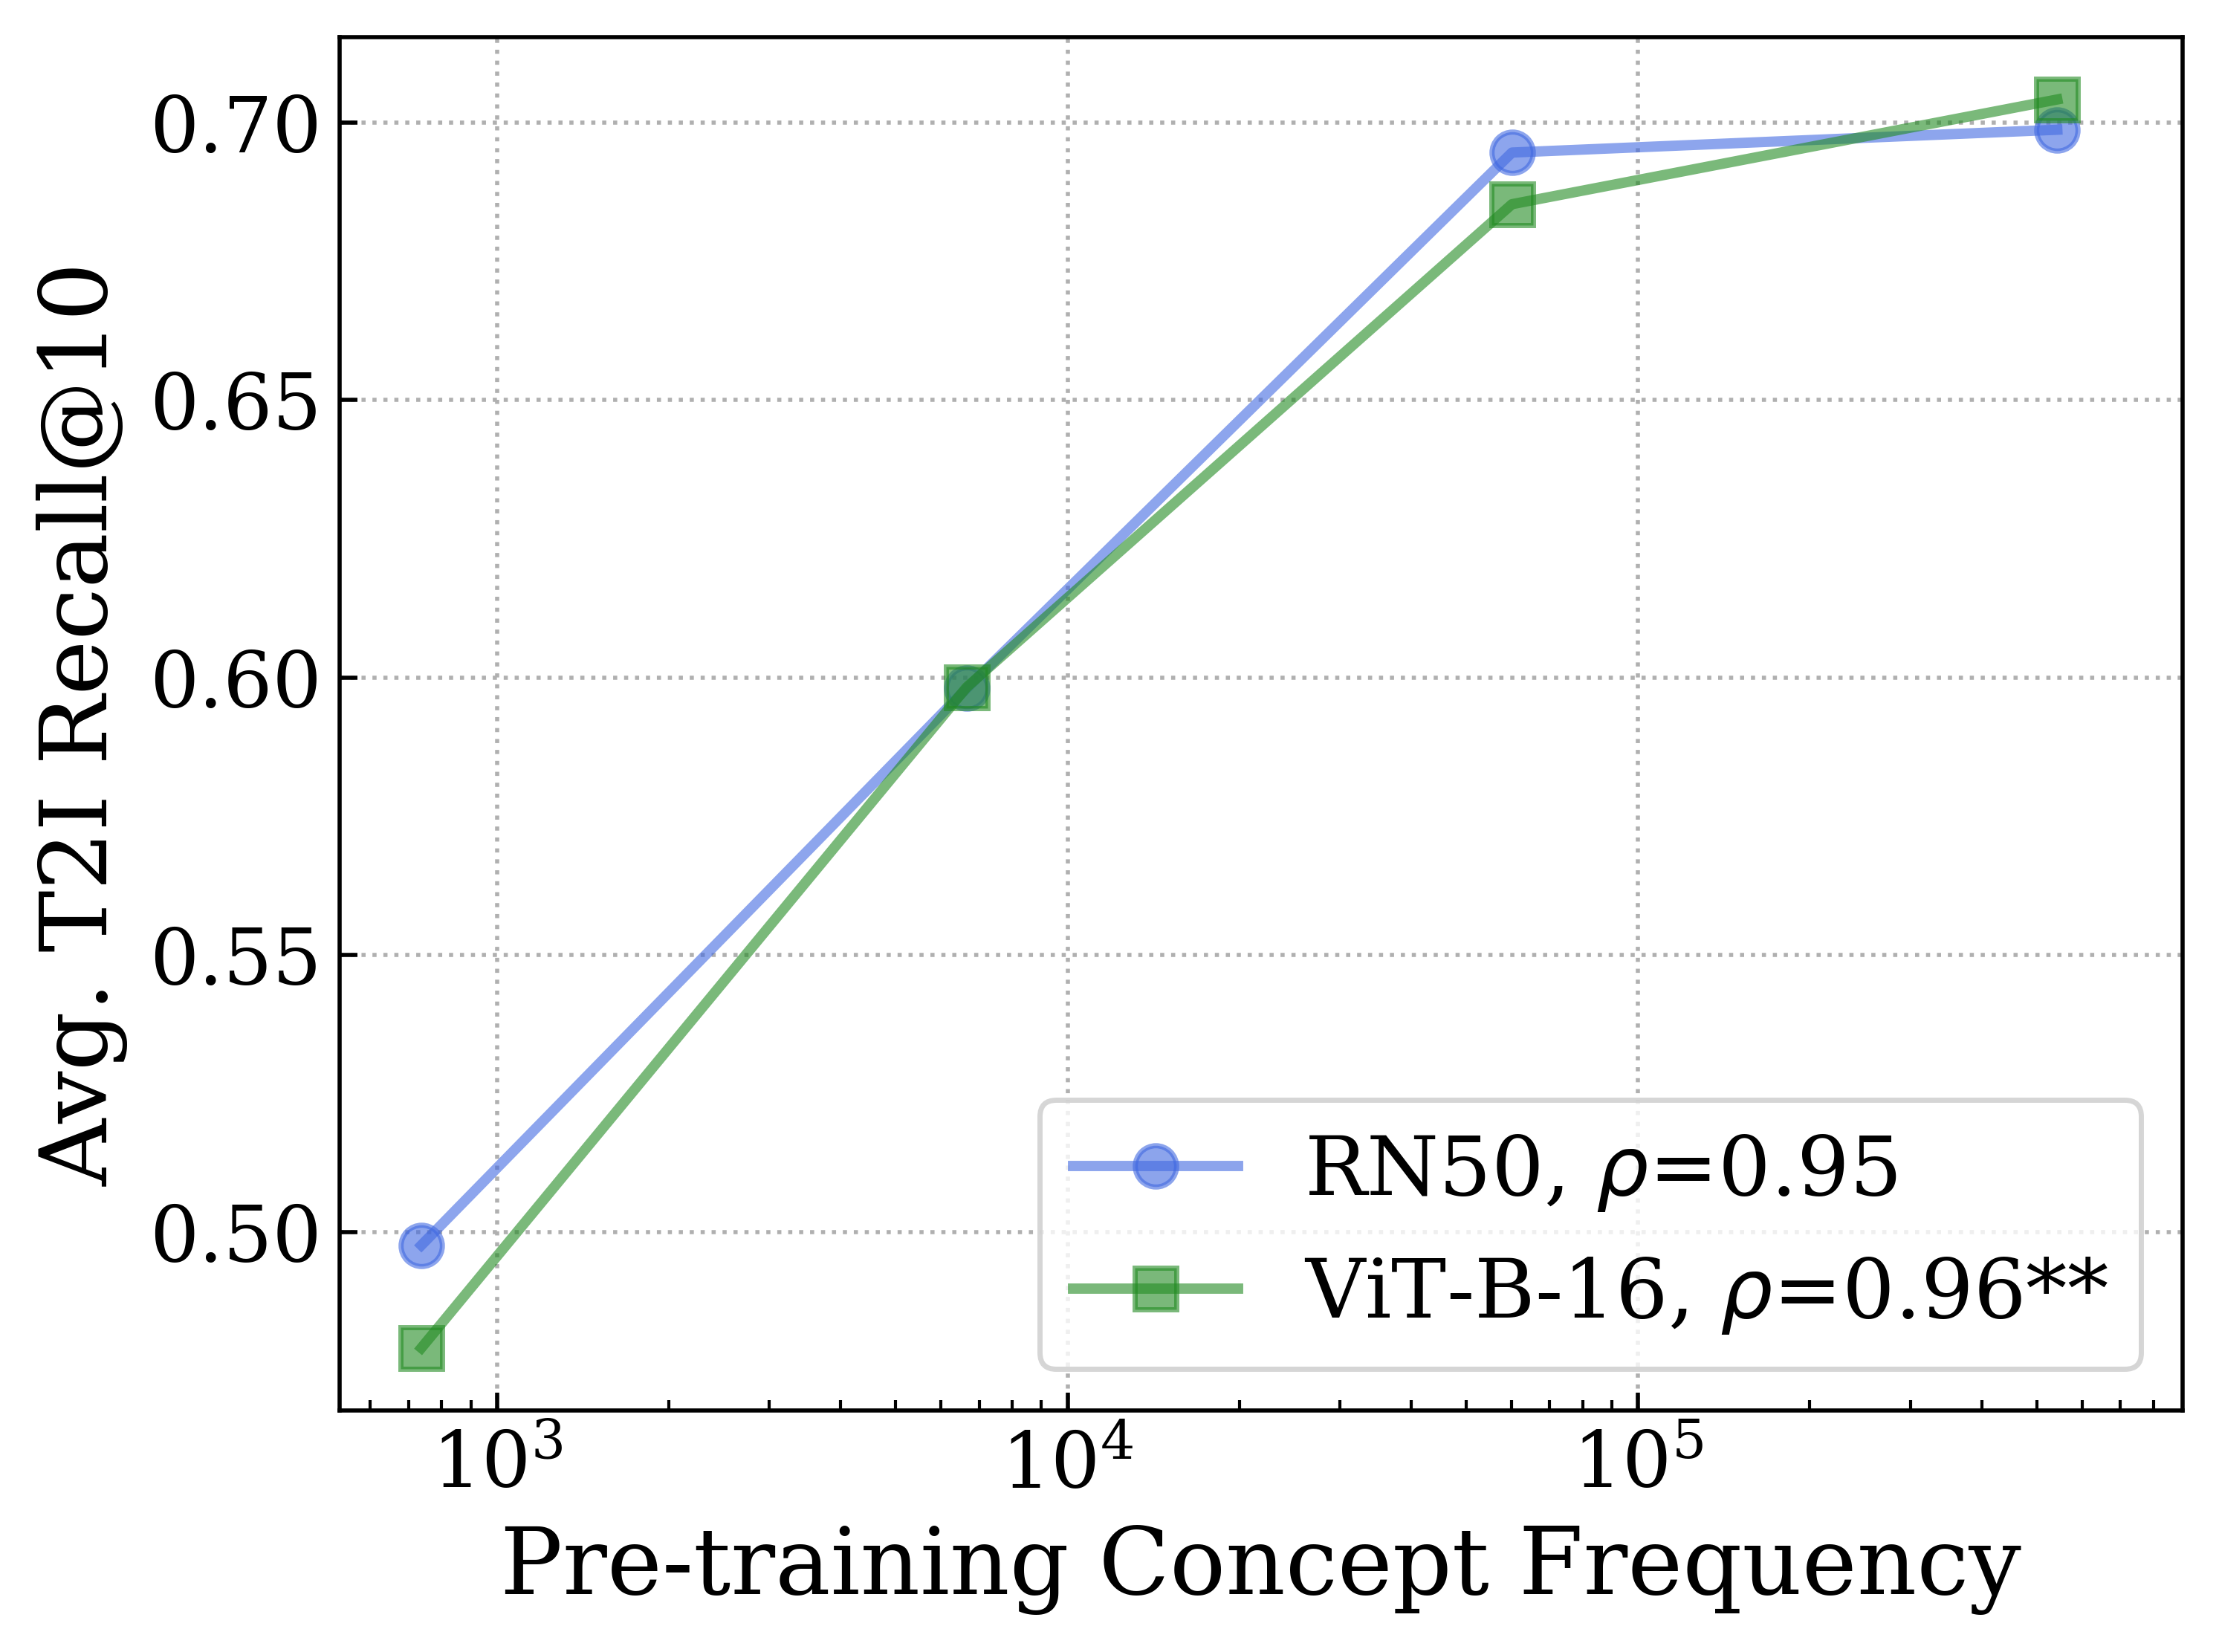 Avg. T2I Recall@10
0.70
0.65
0.60
0.55
0.50
10³
10⁴
10⁵
Pre-training Concept Frequency
RN50, ρ=0.95
ViT-B-16, ρ=0.96**